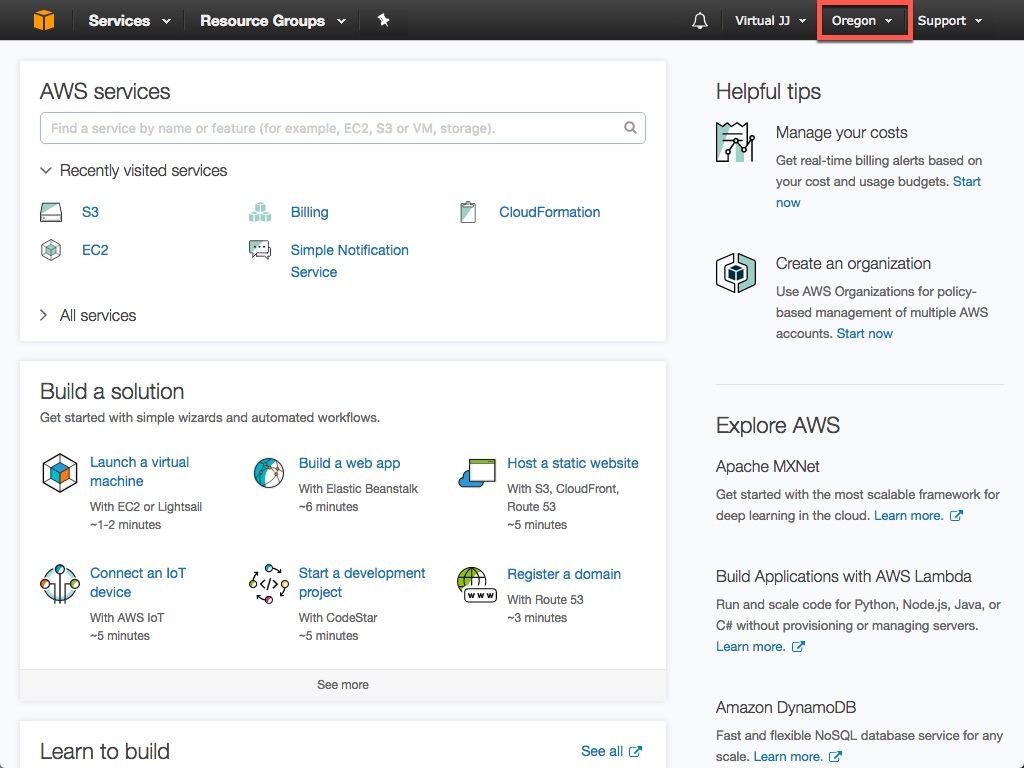 Services
Resource Groups
Virtual JJ
Oregon
Support
AWS services
Find a service by name or feature (for example, EC2, S3 or VM, storage).
Recently visited services
S3
Billing
CloudFormation
EC2
Simple Notification
Service
All services
Build a solution
Get started with simple wizards and automated workflows.
Launch a virtual
machine
With EC2 or Lightsail
~1-2 minutes
Build a web app
With Elastic Beanstalk
~6 minutes
Host a static website
With S3, CloudFront,
Route 53
~5 minutes
Connect an IoT
device
With AWS IoT
~5 minutes
Start a development
project
With CodeStar
~5 minutes
www
Register a domain
With Route 53
~3 minutes
See more
Learn to build
See all
Helpful tips
Manage your costs
Get real-time billing alerts based on
your cost and usage budgets. Start
now
Create an organization
Use AWS Organizations for policy-
based management of multiple AWS
accounts. Start now
Explore AWS
Apache MXNet
Get started with the most scalable framework for
deep learning in the cloud. Learn more.
Build Applications with AWS Lambda
Run and scale code for Python, Node.js, Java, or
C# without provisioning or managing servers.
Learn more.
Amazon DynamoDB
Fast and flexible NoSQL database service for any
scale. Learn more.